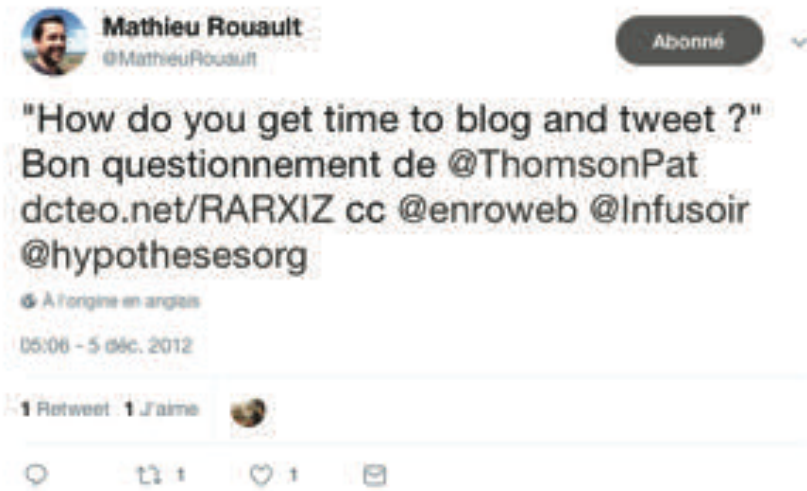 Mathieu Rouault
@MathieuRouault
Abonné
"How do you get time to blog and tweet ?"
Bon questionnement de @ThomsonPat
dcteo.net/RARXIZ cc @enroweb @Infusoir
@hypothesesorg
À l'origine en anglais
05:06 - 5 déc. 2012
1 Retweet 1 J'aime
1 1